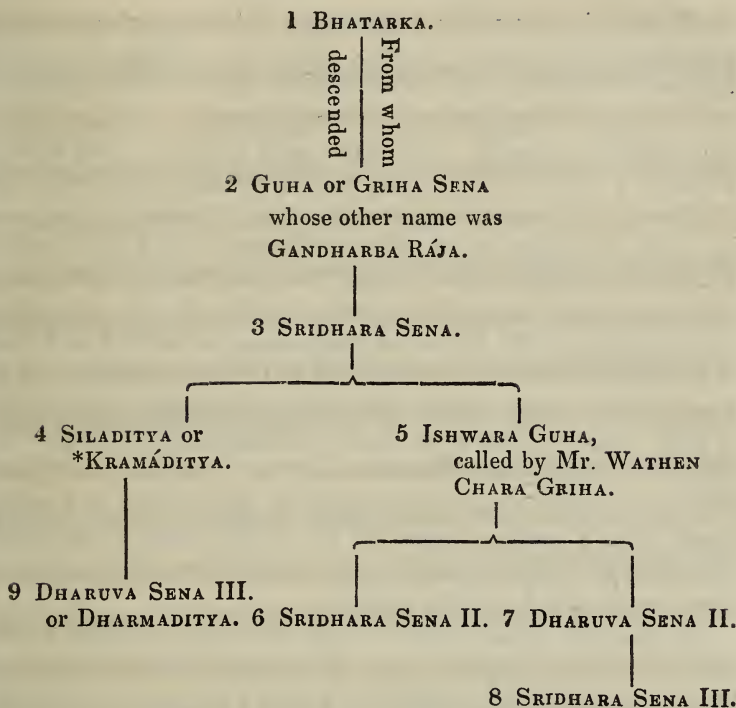 1 BHATARKA.
From whom
descended
2 GUHA or GRIHA SENA
whose other name was
GANDHARBA RÁJA.
3 SRIDHARA SENA.
4 SILADITYA or
*KRAMÁDITYA.
5 ISHWARA GUHA,
called by Mr. WATHEN
CHARA GRIHA.
9 DHARUVA SENA III.
or DHARMADITYA.
6 SRIDHARA SENA II.
7 DHARUVA SENA II.
8 SRIDHARA SENA III.